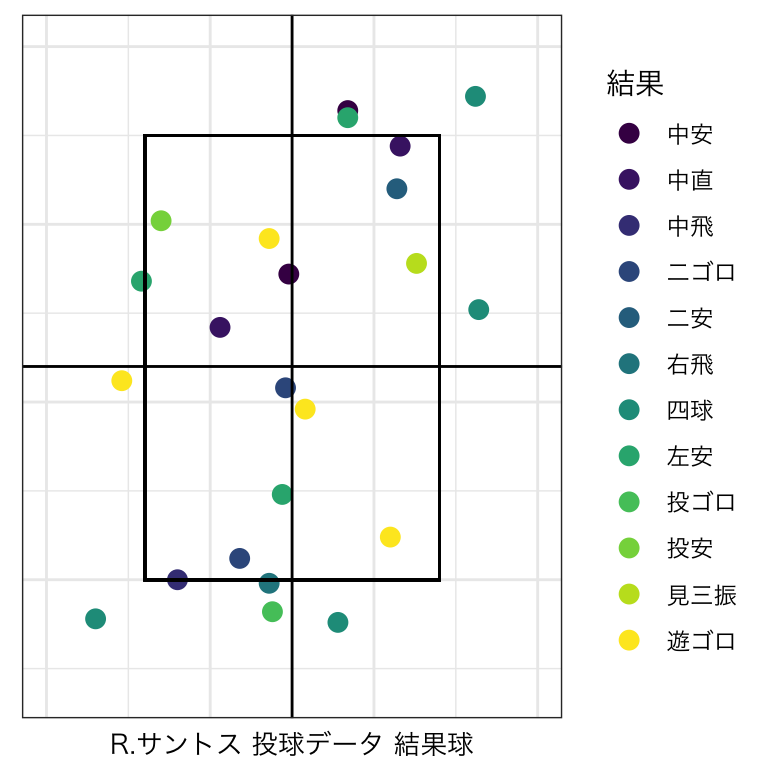 結果
中安
中直
中飛
二ゴロ
二安
右飛
四球
左安
投ゴロ
投安
見三振
遊ゴロ
R.サントス 投球データ 結果球